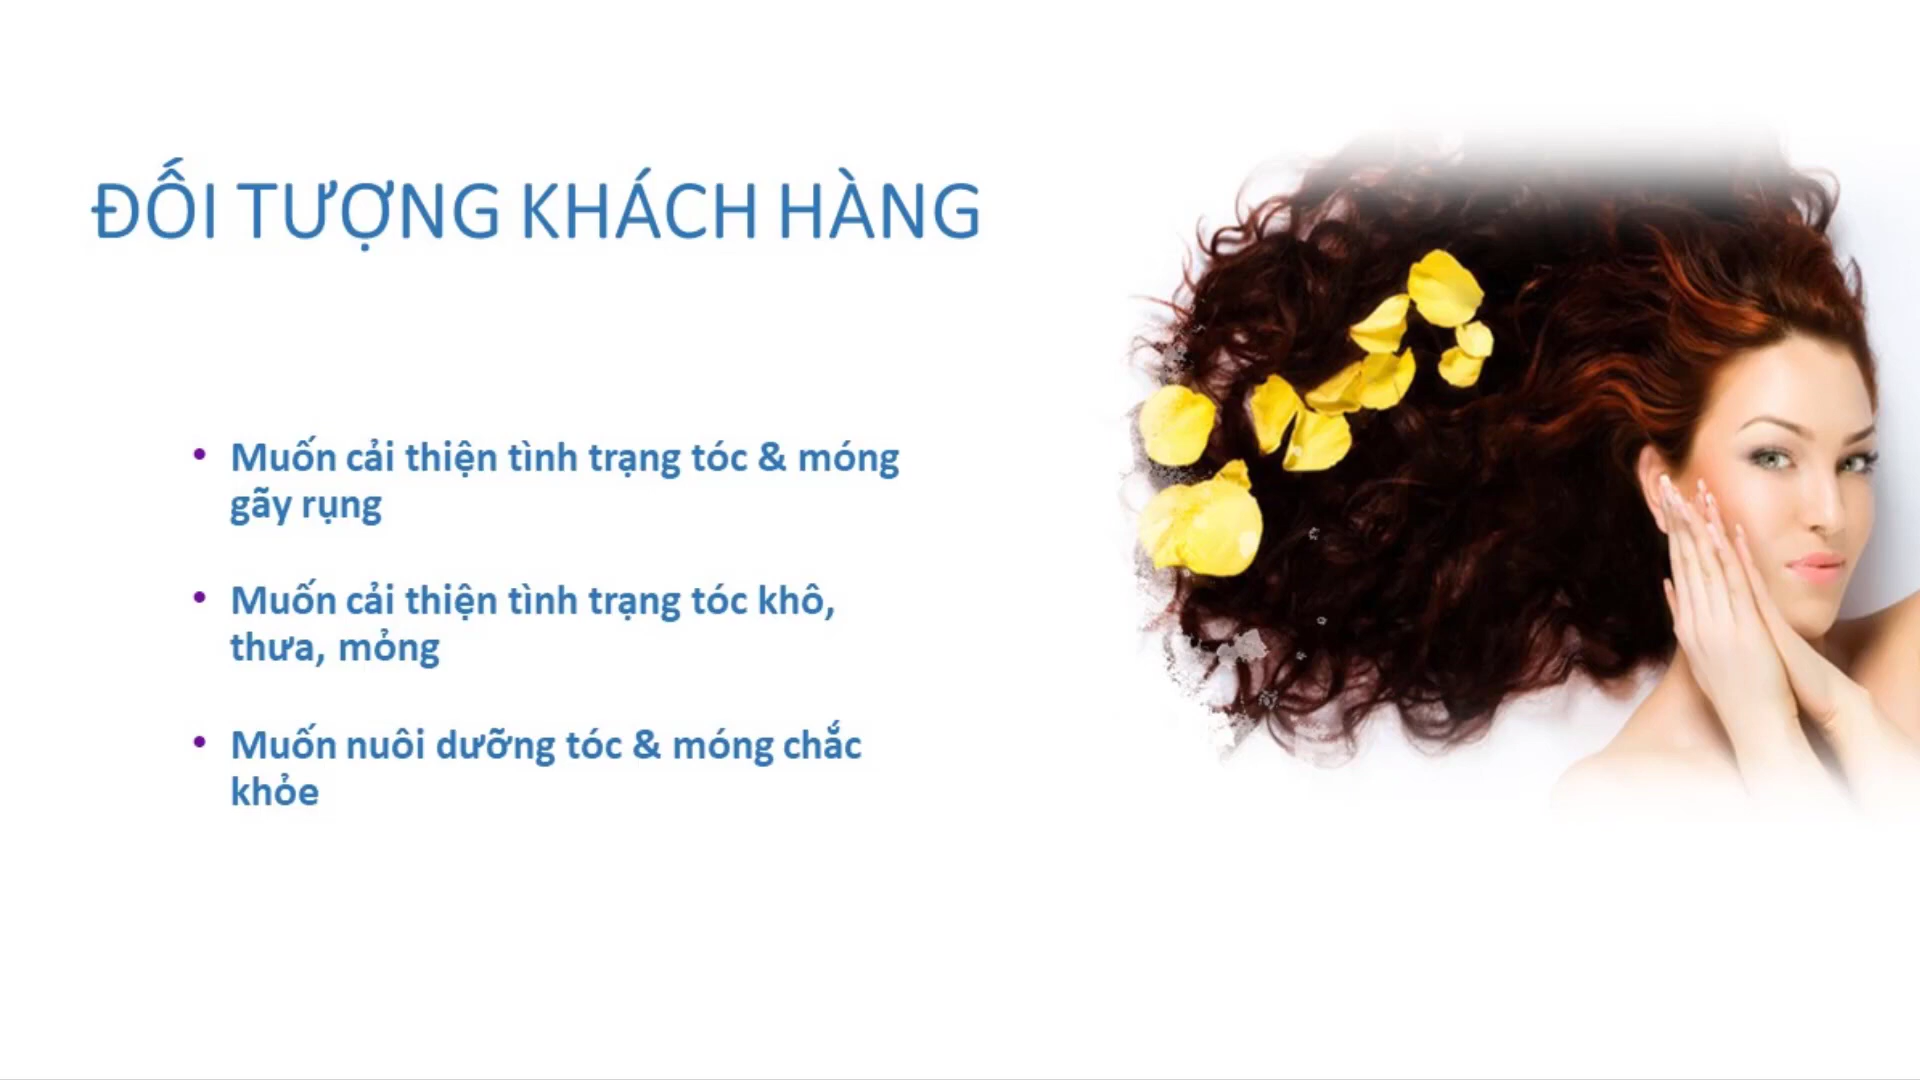 ĐỐI TƯỢNG KHÁCH HÀNG
• Muốn cải thiện tình trạng tóc & móng
gãy rụng
• Muốn cải thiện tình trạng tóc khô,
thưa, mỏng
• Muốn nuôi dưỡng tóc & móng chắc
khỏe